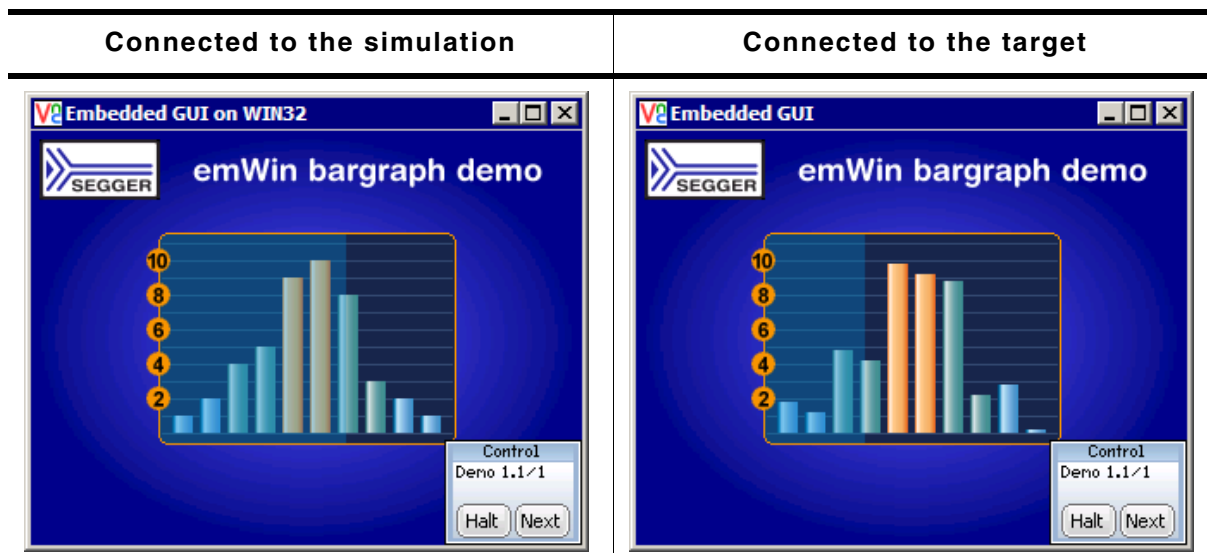 Connected to the simulation
Connected to the target
Embedded GUI on WIN32
SEGGER
emWin bargraph demo
10
8
6
4
2
Control
Demo 1.1/1
Halt Next
Embedded GUI
SEGGER
emWin bargraph demo
10
8
6
4
2
Control
Demo 1.1/1
Halt Next